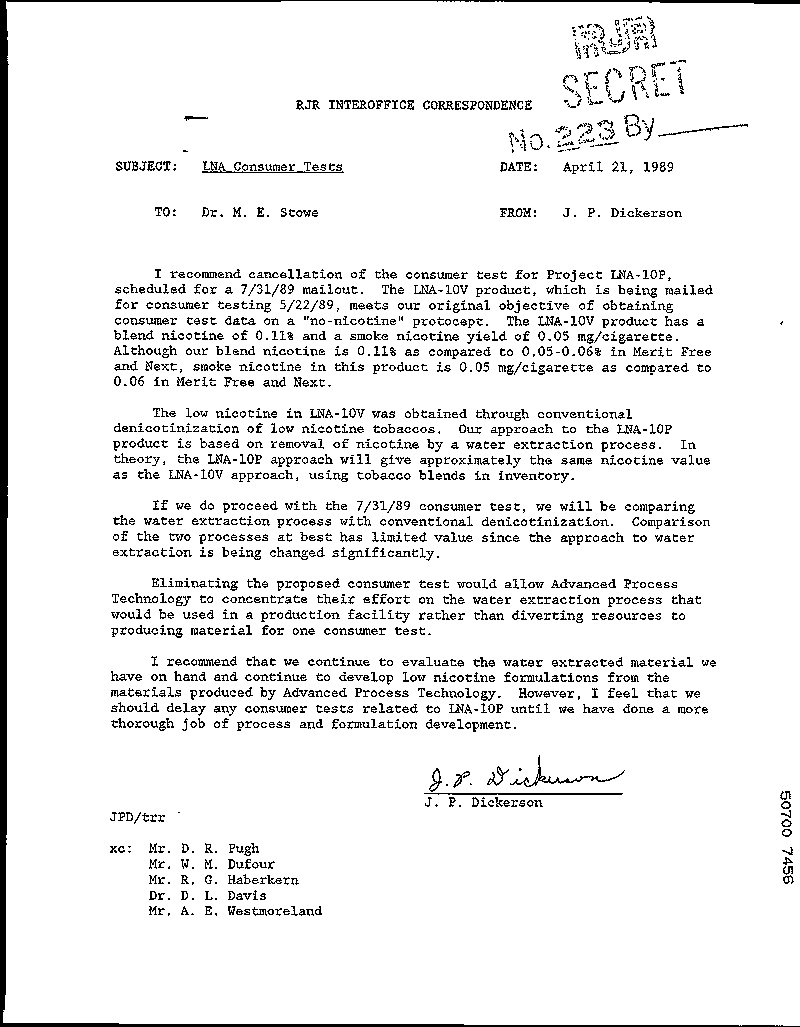 RJR
SECRET
RJR INTEROFFICE CORRESPONDENCE
No. 223 By
SUBJECT: LNA Consumer Tests DATE: April 21, 1989
TO: Dr. M. E. Stowe FROM: J. P. Dickerson
I recommend cancellation of the consumer test for Project LNA-10P,
scheduled for a 7/31/89 mailout. The LNA-10V product, which is being mailed
for consumer testing 5/22/89, meets our original objective of obtaining
consumer test data on a "no-nicotine" protocept. The LNA-10V product has a
blend nicotine of 0.11% and a smoke nicotine yield of 0.05 mg/cigarette.
Although our blend nicotine is 0.11% as compared to 0.05-0.06% in Merit Free
and Next, smoke nicotine in this product is 0.05 mg/cigarette as compared to
0.06 in Merit Free and Next.
The low nicotine in LNA-10V was obtained through conventional
denicotinization of low nicotine tobaccos. Our approach to the LNA-10P
product is based on removal of nicotine by a water extraction process. In
theory, the LNA-10P approach will give approximately the same nicotine value
as the LNA-10V approach, using tobacco blends in inventory.
If we do proceed with the 7/31/89 consumer test, we will be comparing
the water extraction process with conventional denicotinization. Comparison
of the two processes at best has limited value since the approach to water
extraction is being changed significantly.
Eliminating the proposed consumer test would allow Advanced Process
Technology to concentrate their effort on the water extraction process that
would be used in a production facility rather than diverting resources to
producing material for one consumer test.
I recommend that we continue to evaluate the water extracted material we
have on hand and continue to develop low nicotine formulations from the
materials produced by Advanced Process Technology. However, I feel that we
should delay any consumer tests related to LNA-10P until we have done a more
thorough job of process and formulation development.
J. P. Dickerson
J. P. Dickerson
JPD/trr
xc: Mr. D. R. Pugh
Mr. W. M. Dufour
Mr. R. G. Haberkern
Dr. D. L. Davis
Mr. A. E. Westmoreland
50700 7456